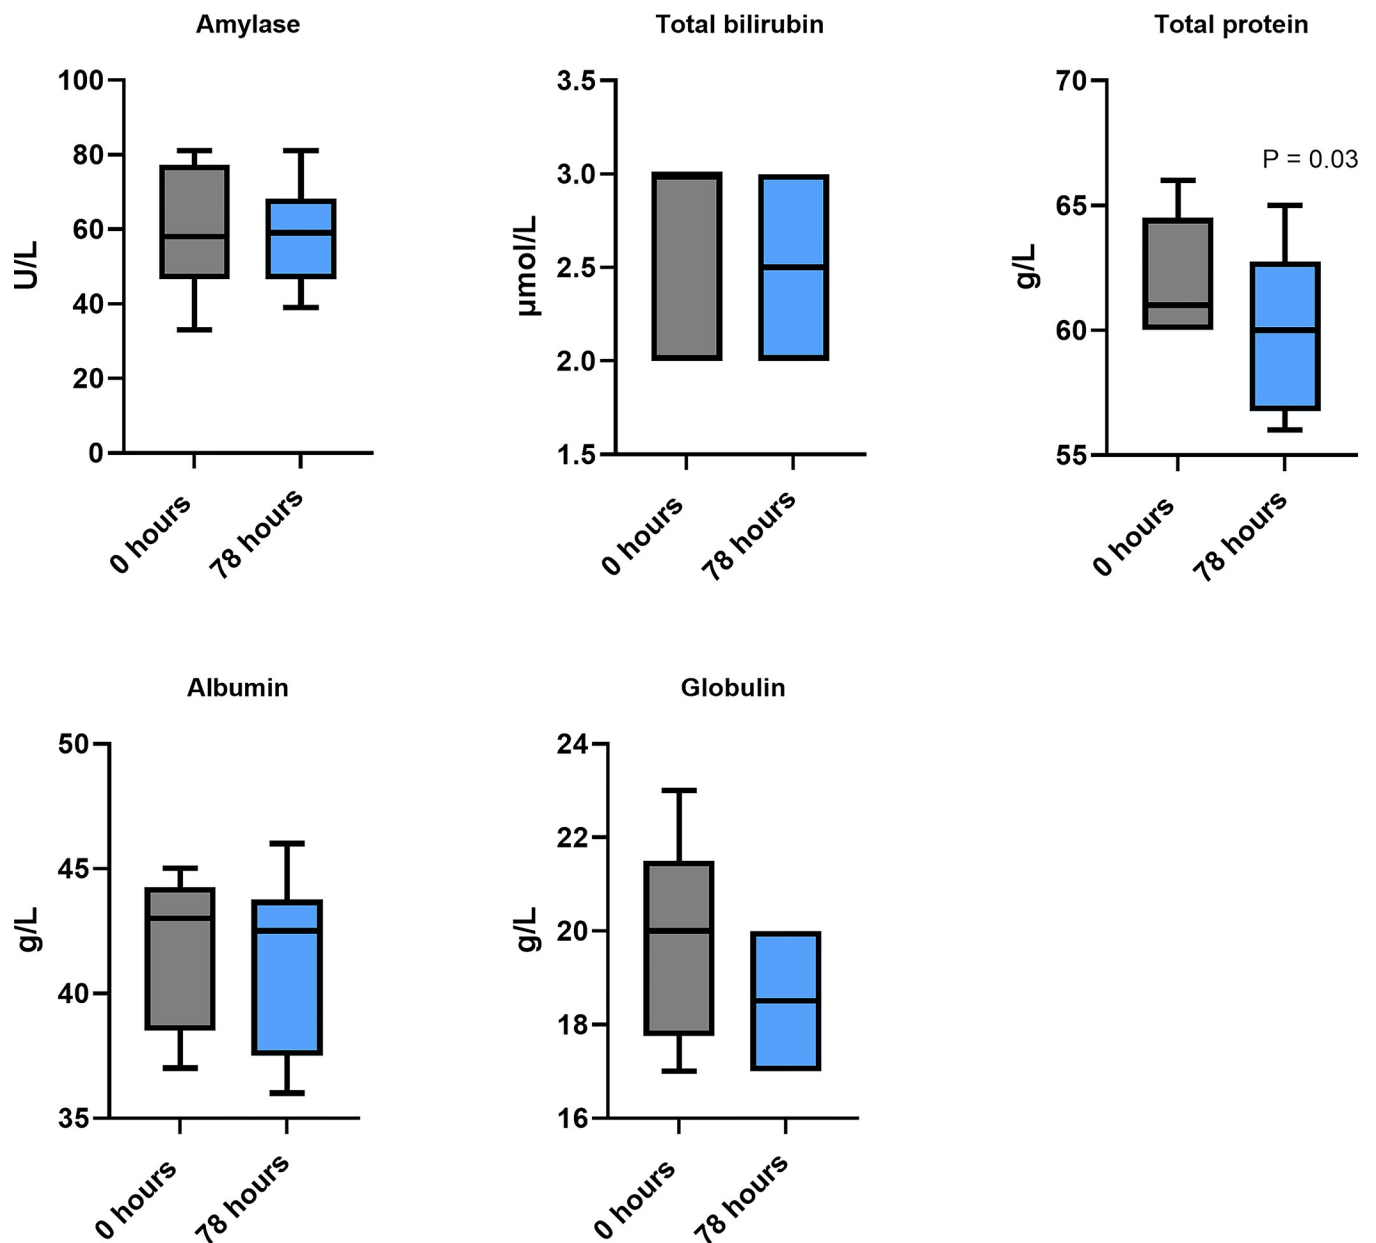 Amylase
Total bilirubin
Total protein
100
80
60
40
20
0
U/L
0 hours
78 hours
3.5
3.0
2.5
2.0
1.5
µmol/L
0 hours
78 hours
70
65
60
55
g/L
P = 0.03
0 hours
78 hours
Albumin
Globulin
50
45
40
35
g/L
0 hours
78 hours
24
22
20
18
16
g/L
0 hours
78 hours